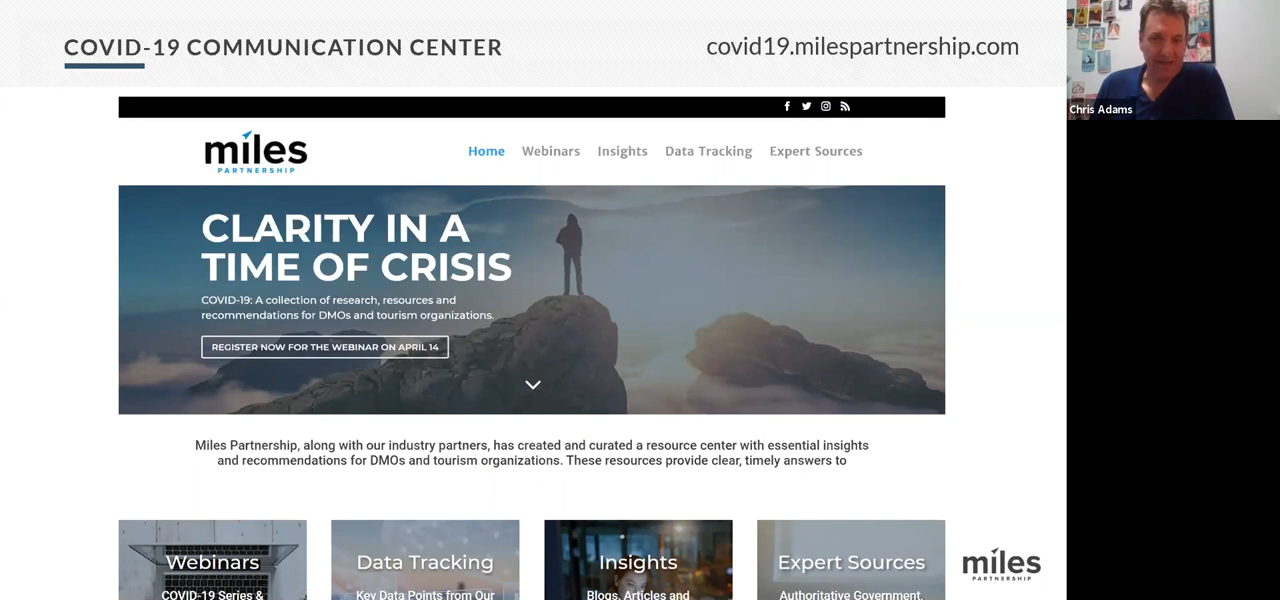 COVID-19 COMMUNICATION CENTER
covid19.milespartnership.com
Chris Adams
miles
PARTNERSHIP
Home Webinars Insights Data Tracking Expert Sources
CLARITY IN A
TIME OF CRISIS
COVID-19: A collection of research, resources and
recommendations for DMOs and tourism organizations.
REGISTER NOW FOR THE WEBINAR ON APRIL 14
Miles Partnership, along with our industry partners, has created and curated a resource center with essential insights
and recommendations for DMOs and tourism organizations. These resources provide clear, timely answers to
Webinars
COVID-19 Series &
Data Tracking
Key Data Points from Our
Insights
Blogs, Articles and
Expert Sources
Authoritative Government,
miles
PARTNERSHIP